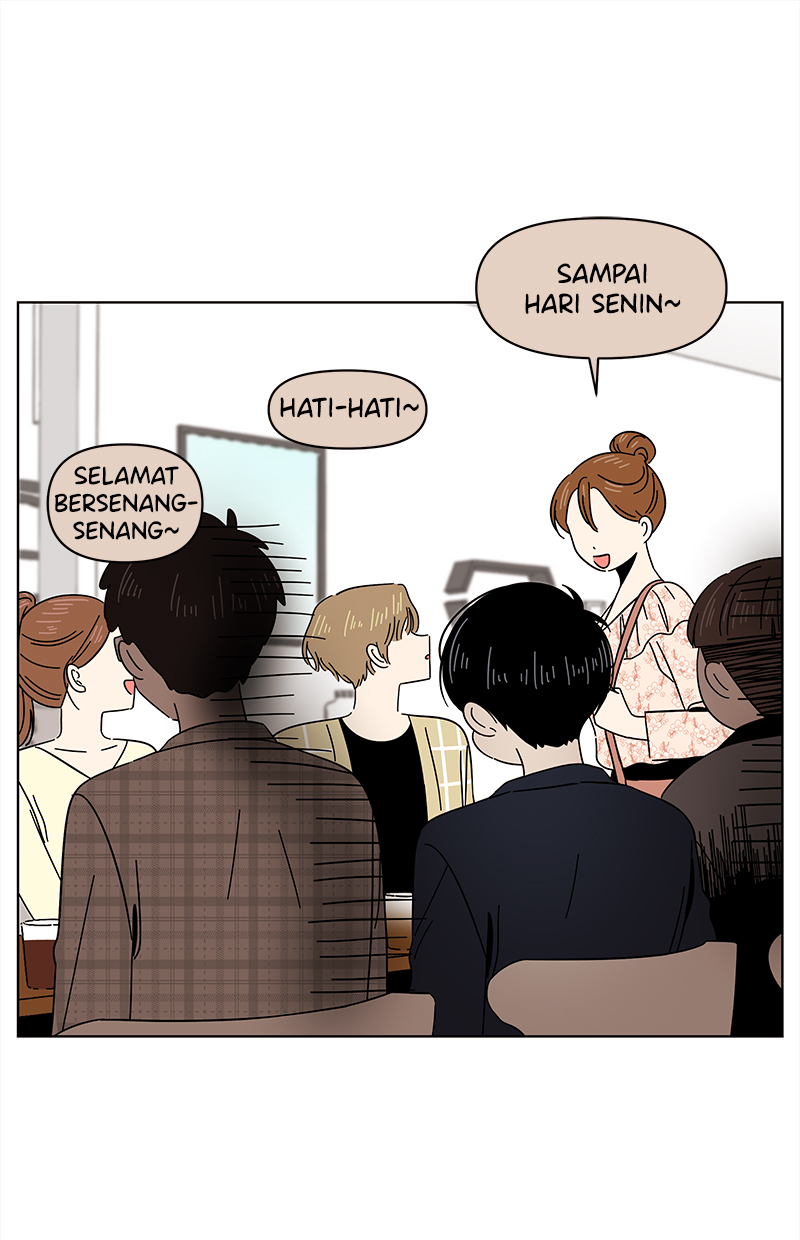 SAMPAI
HARI SENIN~
HATI-HATI~
SELAMAT
BERSENANG-
SENANG~